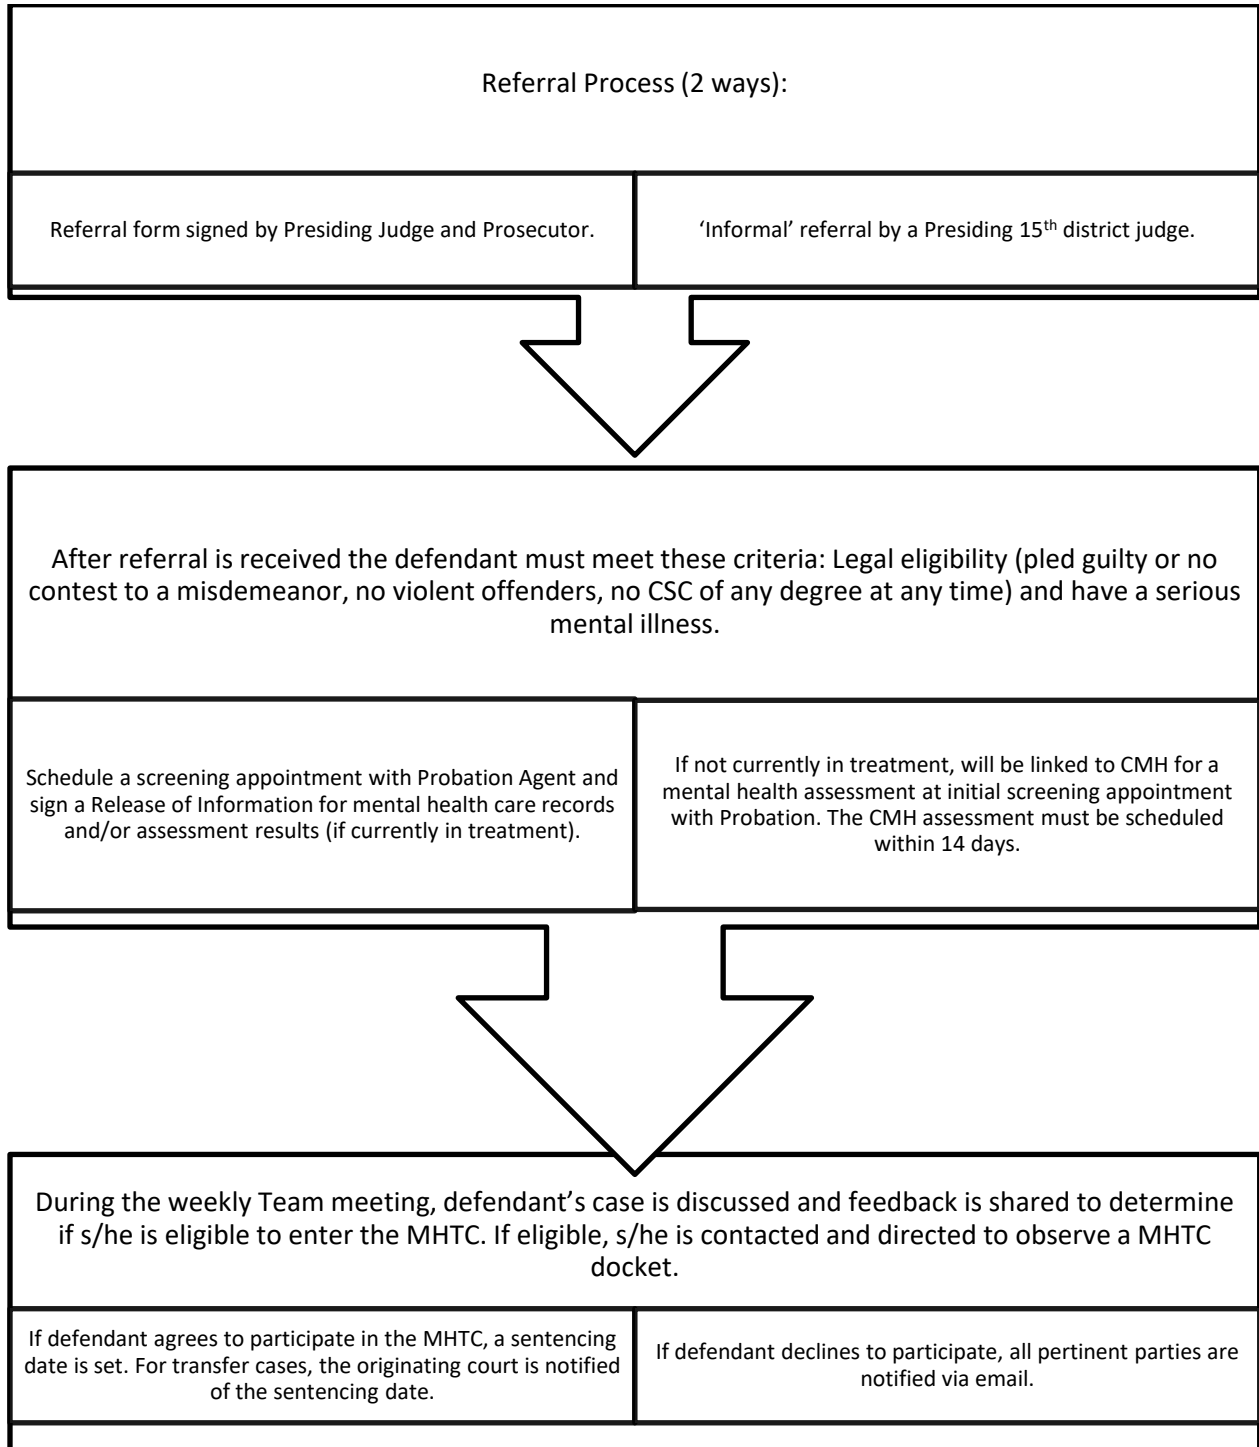 Referral Process (2 ways):
Referral form signed by Presiding Judge and Prosecutor.
‘Informal’ referral by a Presiding 15th district judge.
After referral is received the defendant must meet these criteria: Legal eligibility (pled guilty or no
contest to a misdemeanor, no violent offenders, no CSC of any degree at any time) and have a serious
mental illness.
Schedule a screening appointment with Probation Agent and
sign a Release of Information for mental health care records
and/or assessment results (if currently in treatment).
If not currently in treatment, will be linked to CMH for a
mental health assessment at initial screening appointment
with Probation. The CMH assessment must be scheduled
within 14 days.
During the weekly Team meeting, defendant’s case is discussed and feedback is shared to determine
if s/he is eligible to enter the MHTC. If eligible, s/he is contacted and directed to observe a MHTC
docket.
If defendant agrees to participate in the MHTC, a sentencing
date is set. For transfer cases, the originating court is notified
of the sentencing date.
If defendant declines to participate, all pertinent parties are
notified via email.